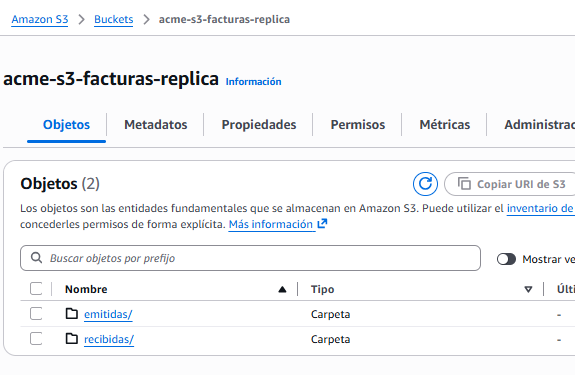 Amazon S3 > Buckets > acme-s3-facturas-replica
acme-s3-facturas-replica Información
Objetos Metadatos Propiedades Permisos Métricas Administrac
Objetos (2)
Copiar URI de S3
Los objetos son las entidades fundamentales que se almacenan en Amazon S3. Puede utilizar el inventario de
concederles permisos de forma explícita. Más información
Buscar objetos por prefijo
Mostrar ve
Nombre Tipo Últi
emitidas/ Carpeta -
recibidas/ Carpeta -